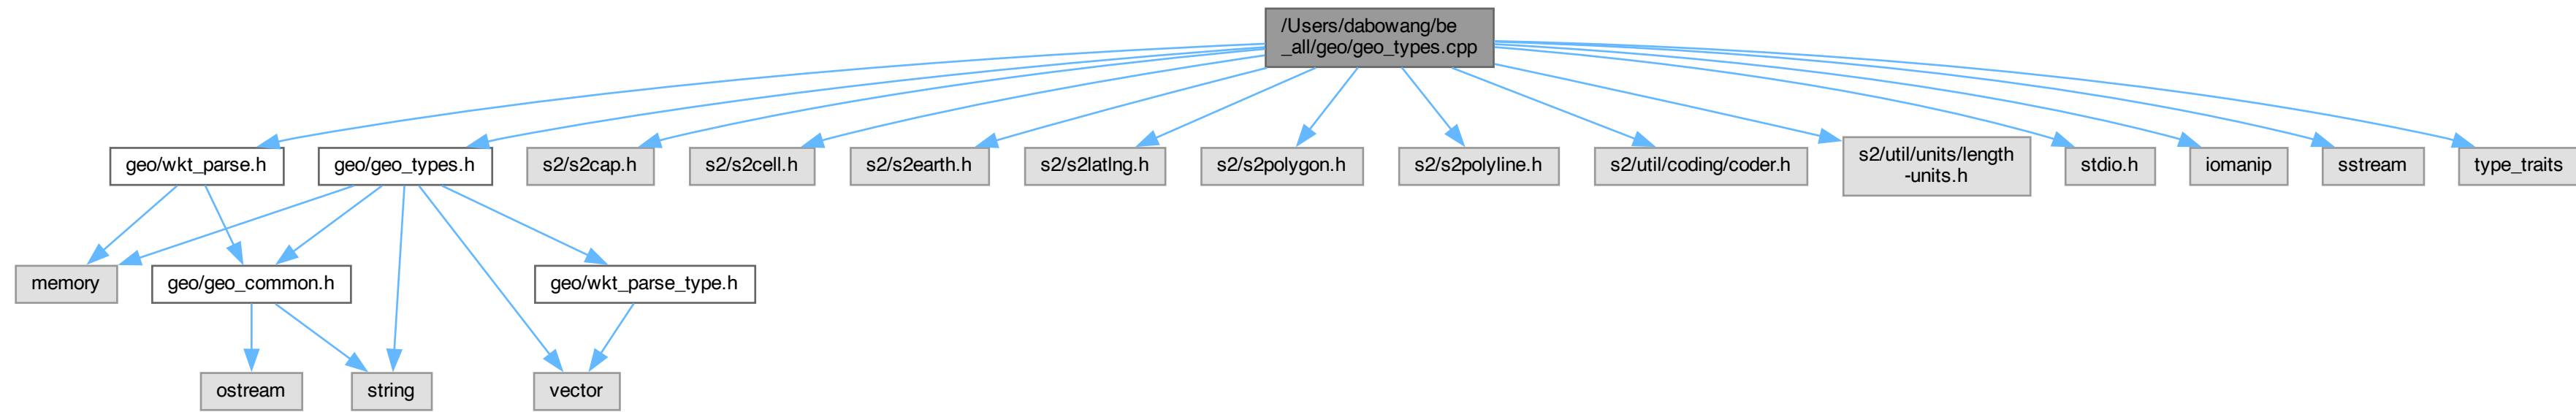 /Users/dabowang/be
_all/geo/geo_types.cpp
geo/wkt_parse.h
geo/geo_types.h
s2/s2cap.h
s2/s2cell.h
s2/s2earth.h
s2/s2latlng.h
s2/s2polygon.h
s2/s2polyline.h
s2/util/coding/coder.h
s2/util/units/length
-units.h
stdio.h
iomanip
sstream
type_traits
memory
geo/geo_common.h
geo/wkt_parse_type.h
ostream
string
vector